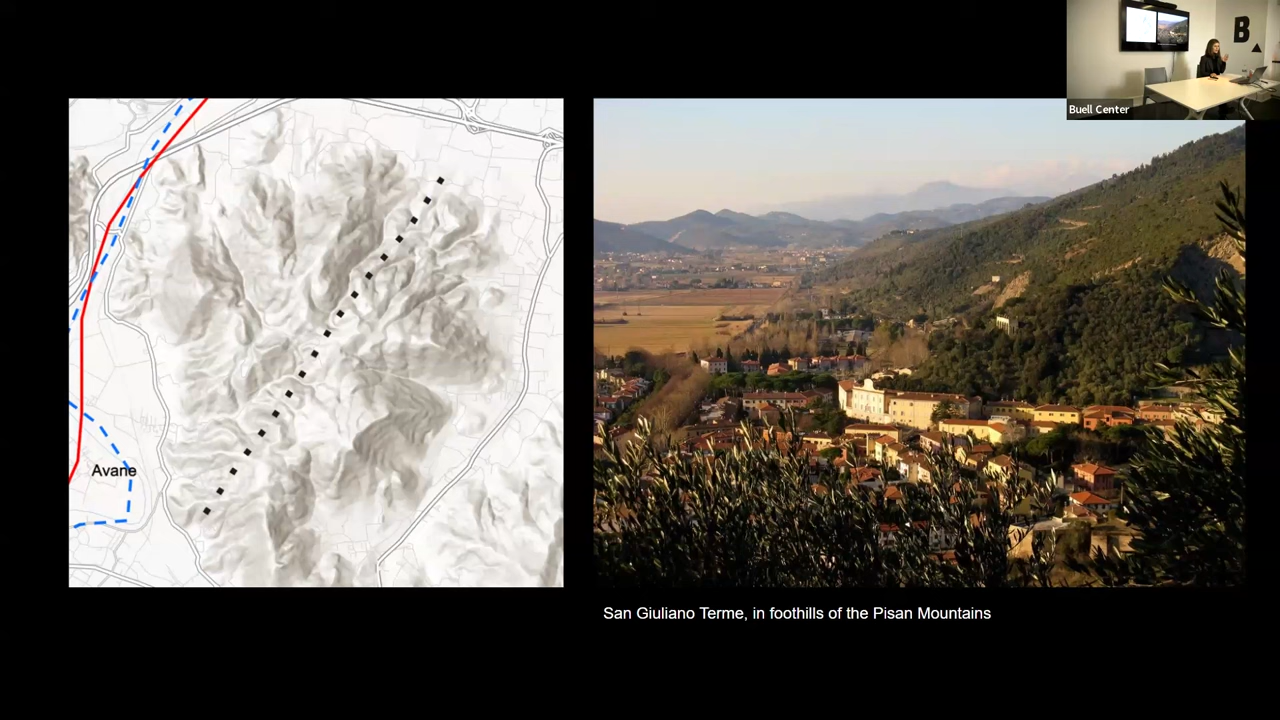 Buell Center
B
Avane
San Giuliano Terme, in foothills of the Pisan Mountains